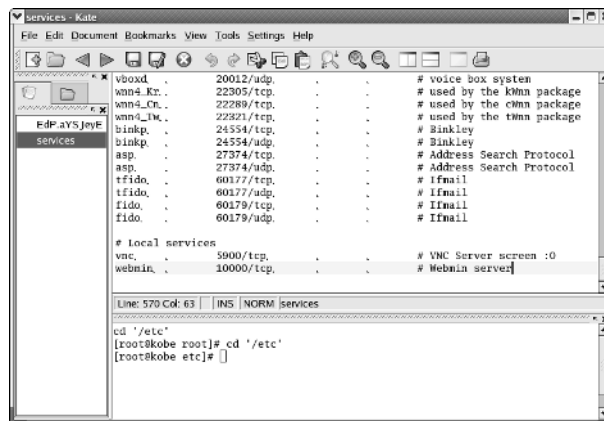 services - Kate
File Edit Document Bookmarks View Tools Settings Help
vboxd 20012/udp # voice box system
wnn4_Kr 22305/tcp # used by the kWnn package
wnn4_Cn 22289/tcp # used by the cWnn package
wnn4_Tw 22321/tcp # used by the tWnn package
binkp 24554/tcp # Binkley
binkp 24554/udp # Binkley
asp 27374/tcp # Address Search Protocol
asp 27374/udp # Address Search Protocol
tfido 60177/tcp # Ifmail
tfido 60177/udp # Ifmail
fido 60179/tcp # Ifmail
fido 60179/udp # Ifmail
# Local services
vnc 5900/tcp # VNC Server screen :0
webmin 10000/tcp # Webmin server
EdP.aYSJeyE
services
Line: 570 Col: 63 INS NORM services
cd '/etc'
[root@kobe root]# cd '/etc'
[root@kobe etc]#